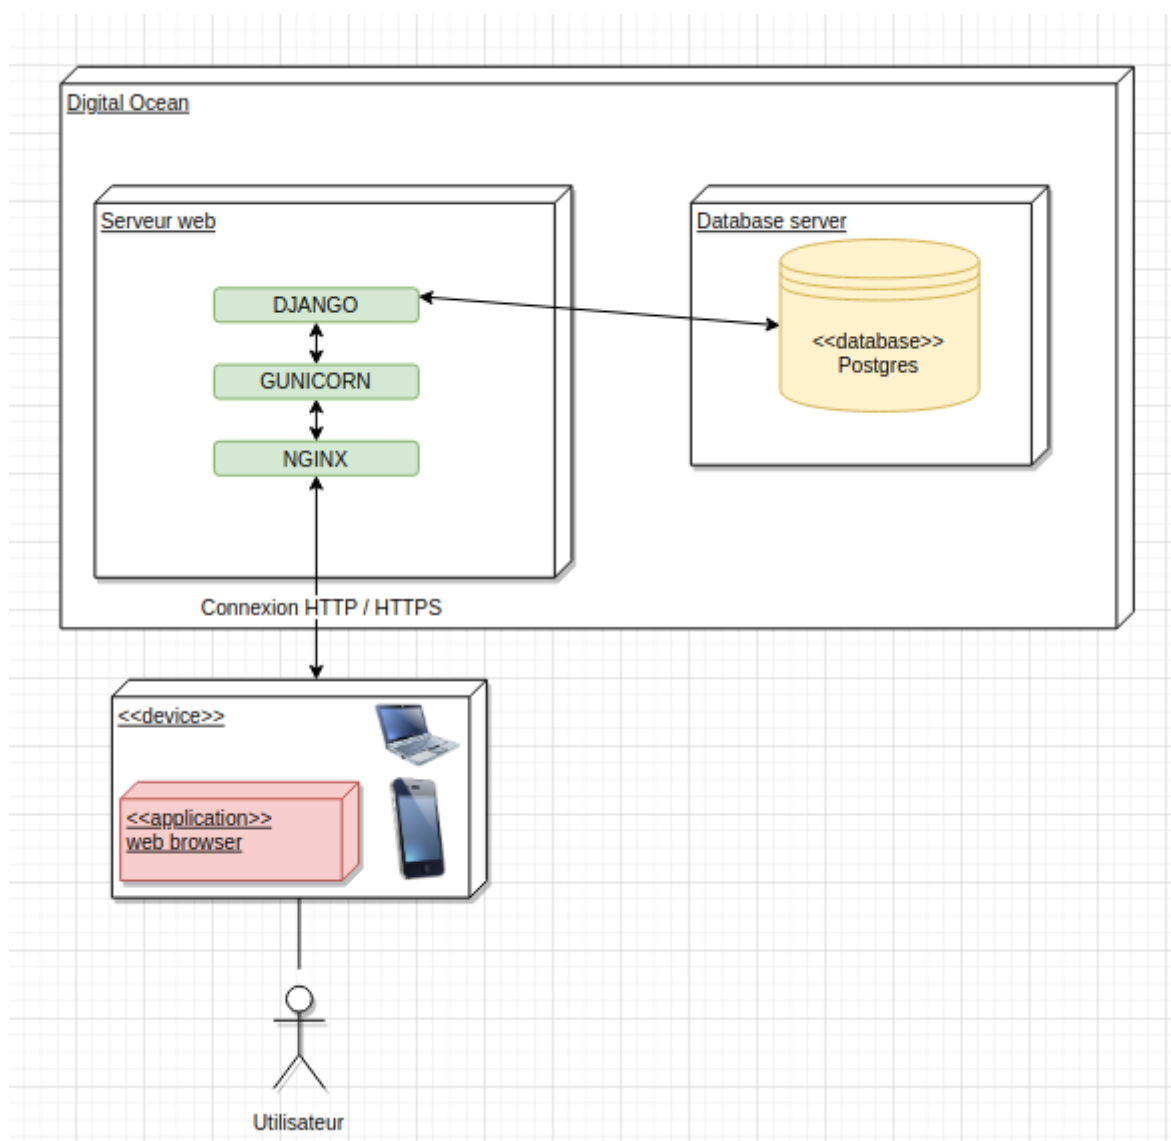 Digital Ocean
Serveur web
Database server
DJANGO
GUNICORN
NGINX
<<database>>
Postgres
Connexion HTTP / HTTPS
<<device>>
<<application>>
web browser
Utilisateur